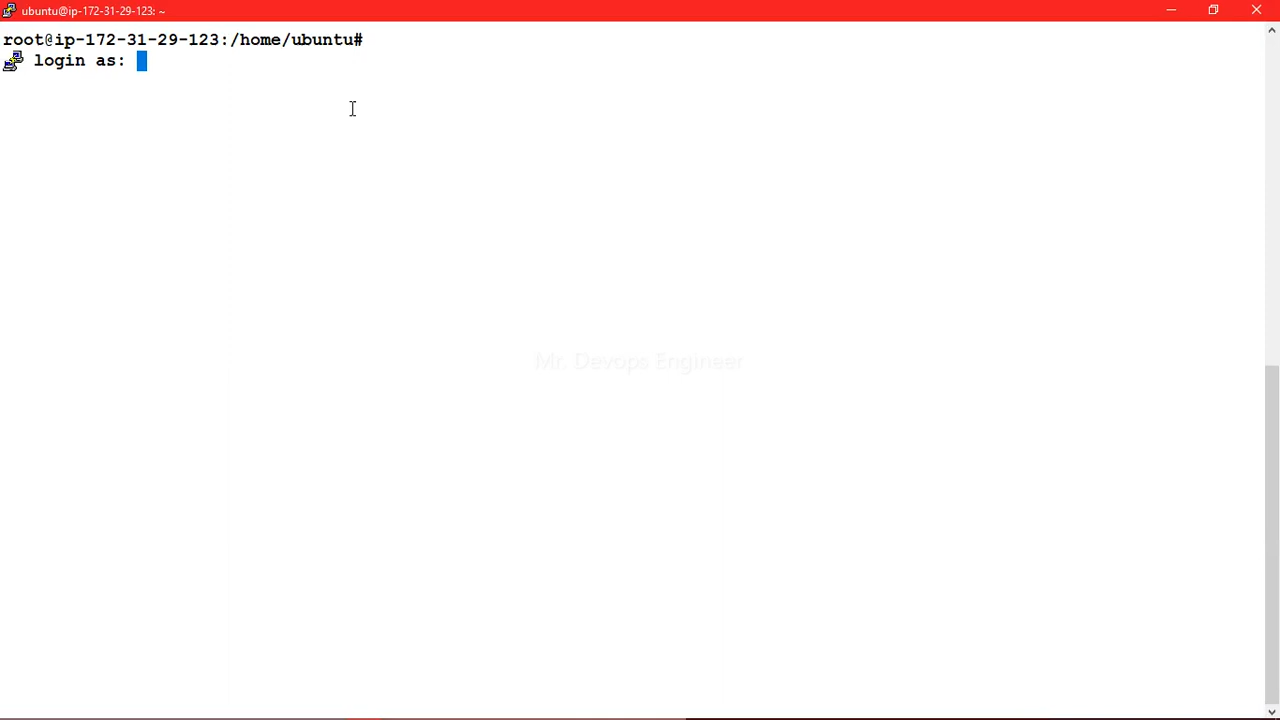 ubuntu@ip-172-31-29-123: ~
root@ip-172-31-29-123:/home/ubuntu#
login as:
Mr. Devops Engineer